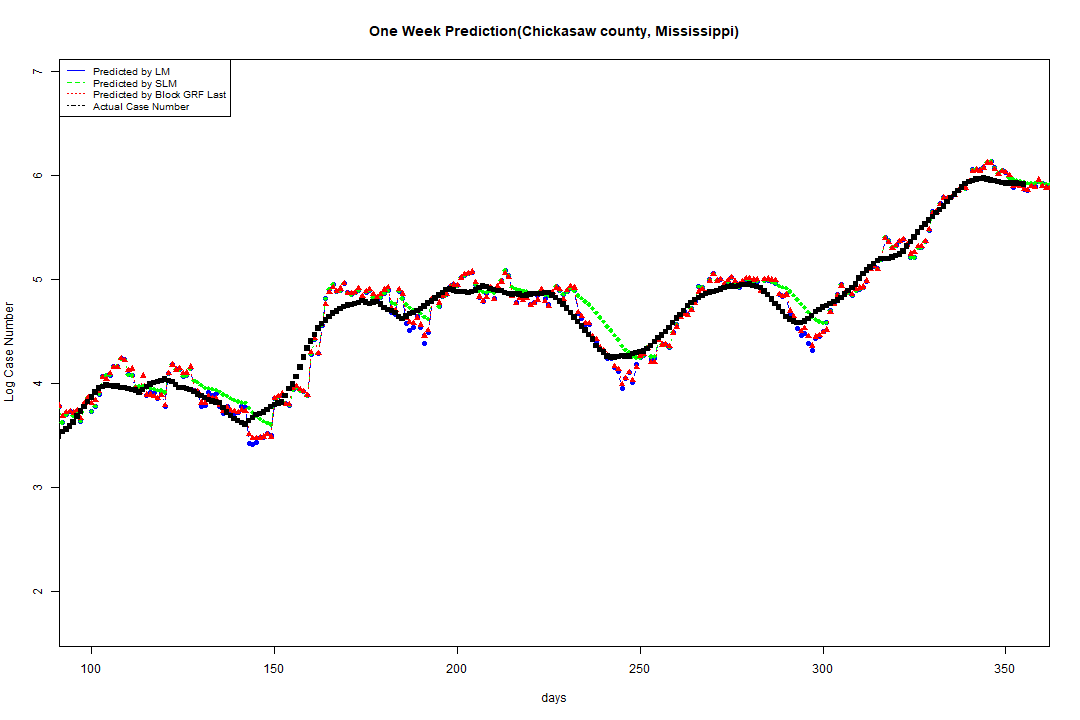 One Week Prediction(Chickasaw county, Mississippi)
Predicted by LM
Predicted by SLM
Predicted by Block GRF Last
Actual Case Number
Log Case Number
7
6
5
4
3
2
100 150 200 250 300 350
days